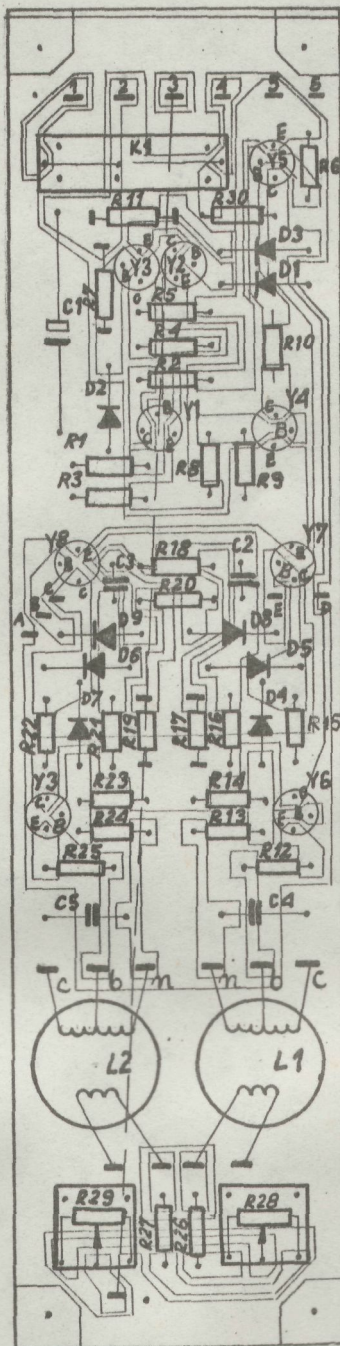 1 2 3 4 5 6
K1
E
Y5
B
C
R6
R11
R30
B
Y3
C
Y2
B
E
D3
D1
C1
R7
R5
R4
R2
R10
D2
Y1
C
E
E
Y4
B
E
R1
R3
R8
R9
Y8
B
E
C
C3
R18
C2
Y7
B
C
R20
A
B
D9
D8
E
D
D6
D5
D7
D4
R22
R21
R19
R17
R16
R15
Y3
C
E
B
R23
R14
Y6
B
E
R24
R13
R25
R12
C5
C4
C b n n b C
L2 L1
R29
R27
R26
R28